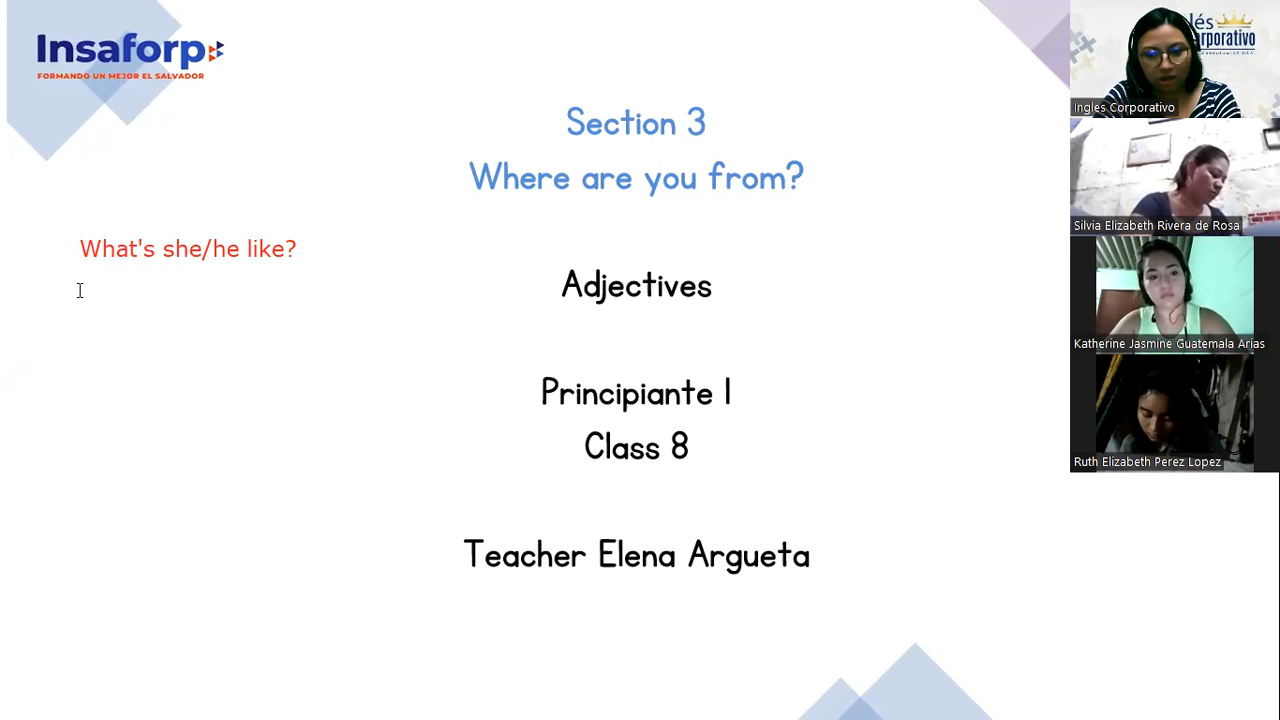 Insaforp
FORMANDO UN MEJOR EL SALVADOR
Section 3
Where are you from?
What's she/he like?
Adjectives
Principiante 1
Class 8
Teacher Elena Argueta
Ingles Corporativo
Silvia Elizabeth Rivera de Rosa
Katherine Jasmine Guatemala Arias
Ruth Elizabeth Perez Lopez